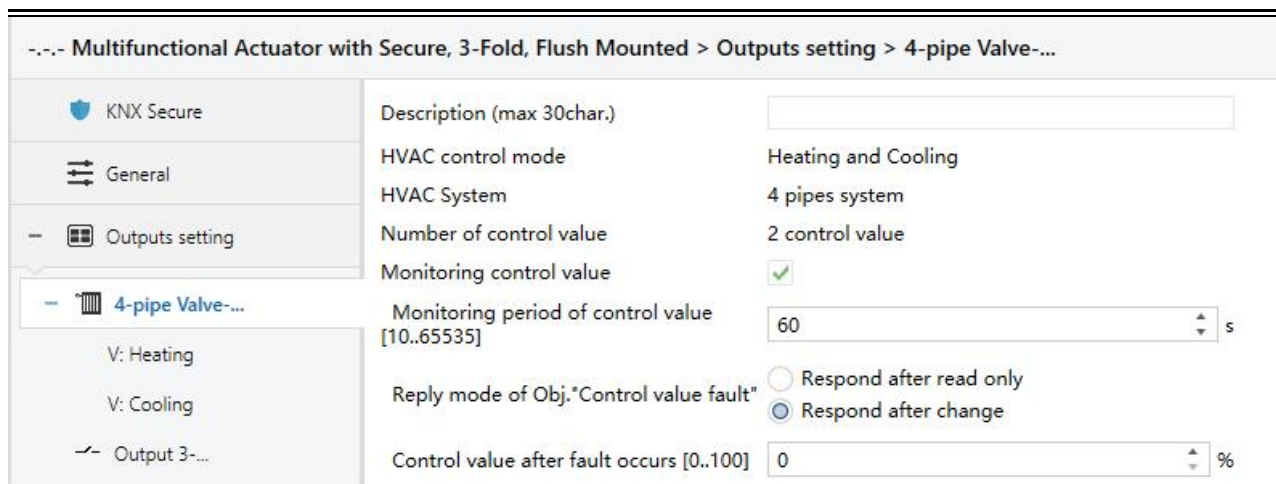 -.-.- Multifunctional Actuator with Secure, 3-Fold, Flush Mounted > Outputs setting > 4-pipe Valve-...
KNX Secure
General
Outputs setting
4-pipe Valve-...
V: Heating
V: Cooling
Output 3-...
Description (max 30char.)
HVAC control mode Heating and Cooling
HVAC System 4 pipes system
Number of control value 2 control value
Monitoring control value
Monitoring period of control value
[10..65535] 60 s
Reply mode of Obj."Control value fault" Respond after read only
Respond after change
Control value after fault occurs [0..100] 0 %